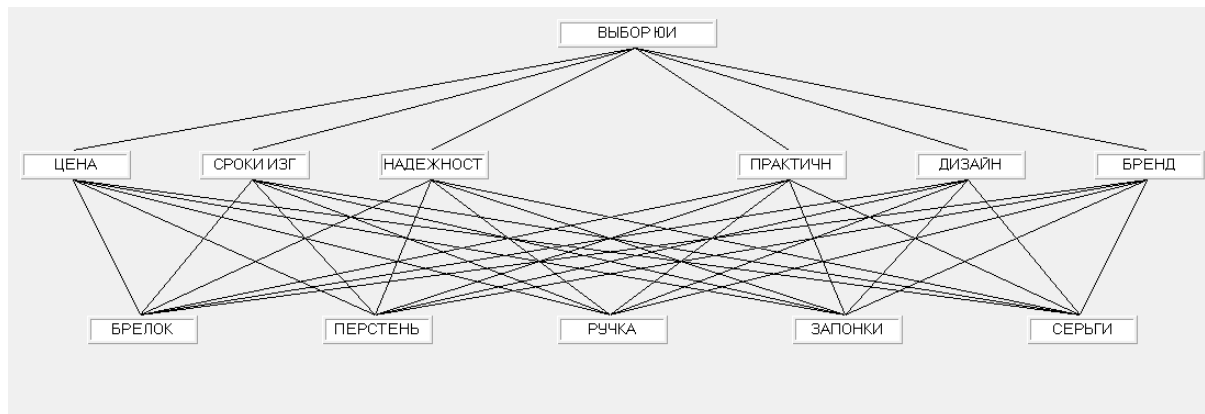 ВЫБОР ЮИ
ЦЕНА
СРОКИ ИЗГ
НАДЕЖНОСТ
ПРАКТИЧН
ДИЗАЙН
БРЕНД
БРЕЛОК
ПЕРСТЕНЬ
РУЧКА
ЗАПОНКИ
СЕРЬГИ